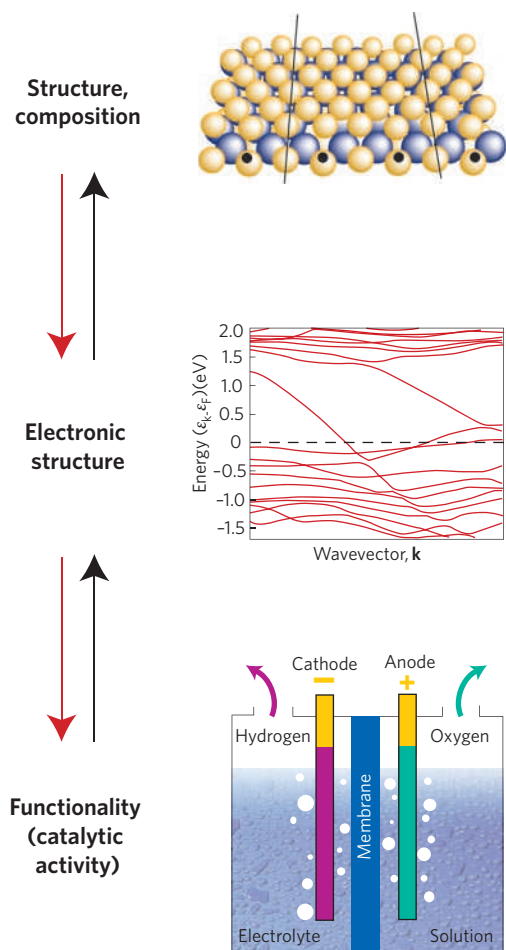 Structure,
composition
Electronic
structure
Energy (εk-εF)(eV)
2.0
1.5
1.0
0.5
0
–0.5
–1.0
–1.5
Wavevector, k
Functionality
(catalytic
activity)
Cathode
Anode
–
+
Hydrogen
Oxygen
Membrane
Electrolyte
Solution